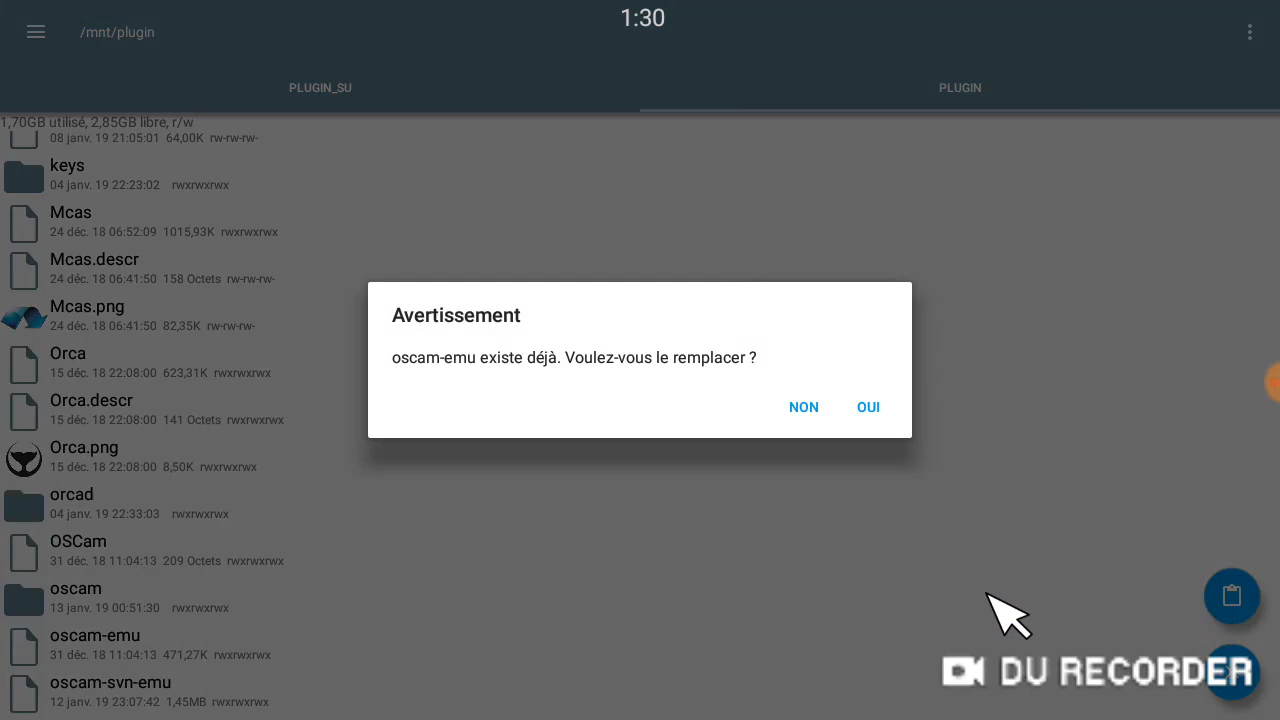 1:30
/mnt/plugin
PLUGIN_SU
PLUGIN
1,70GB utilisé, 2,85GB libre, r/w
08 janv. 19 21:05:01 64,00K rw-rw-rw-
keys
04 janv. 19 22:23:02 rwxrwxrwx
Mcas
24 déc. 18 06:52:09 1015,93K rwxrwxrwx
Mcas.descr
24 déc. 18 06:41:50 158 Octets rw-rw-rw-
Mcas.png
24 déc. 18 06:41:50 82,35K rw-rw-rw-
Orca
15 déc. 18 22:08:00 623,31K rwxrwxrwx
Orca.descr
15 déc. 18 22:08:00 141 Octets rwxrwxrwx
Orca.png
15 déc. 18 22:08:00 8,50K rwxrwxrwx
orcad
04 janv. 19 22:33:03 rwxrwxrwx
OSCam
31 déc. 18 11:04:13 209 Octets rwxrwxrwx
oscam
13 janv. 19 00:51:30 rwxrwxrwx
oscam-emu
31 déc. 18 11:04:13 471,27K rwxrwxrwx
oscam-svn-emu
12 janv. 19 23:07:42 1,45MB rwxrwxrwx
Avertissement
oscam-emu existe déjà. Voulez-vous le remplacer ?
NON OUI
DU RECORDER